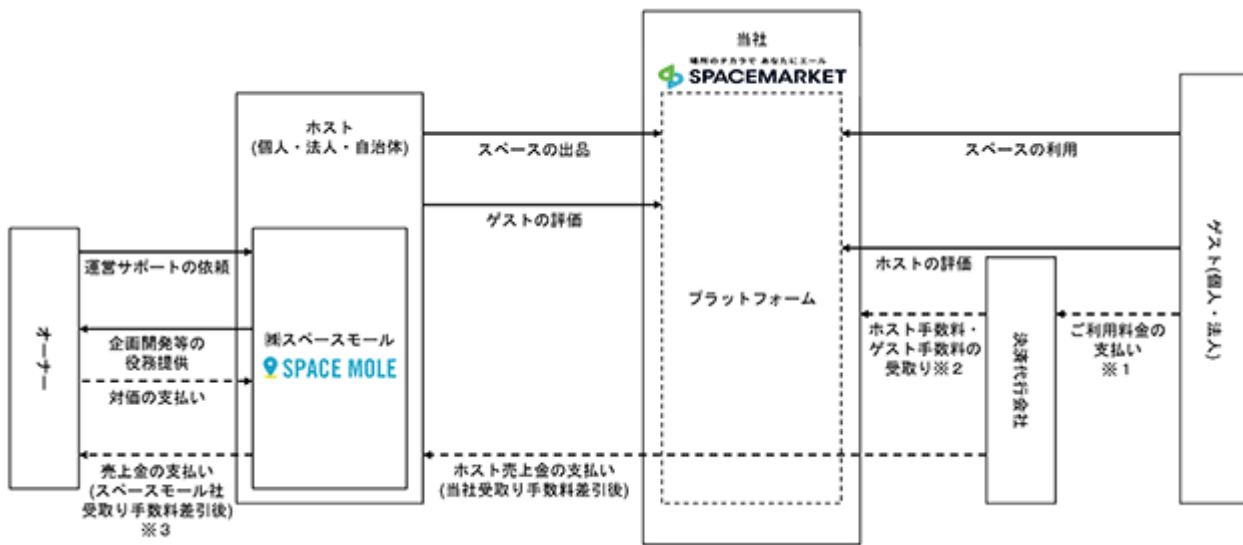 当社
場所のチカラで あなたにエール
SPACEMARKET
ホスト
(個人・法人・自治体)
スペースの出品
スペースの利用
ゲストの評価
運営サポートの依頼
ホストの評価
プラットフォーム
オーナー
企画開発等の
役務提供
㈱スペースモール
SPACE MOLE
対価の支払い
ホスト手数料・
ゲスト手数料の
受取り※2
決済代行会社
ご利用料金の
支払い
※1
ゲスト(個人・法人)
売上金の支払い
(スペースモール社
受取り手数料差引後)
※3
ホスト売上金の支払い
(当社受取り手数料差引後)